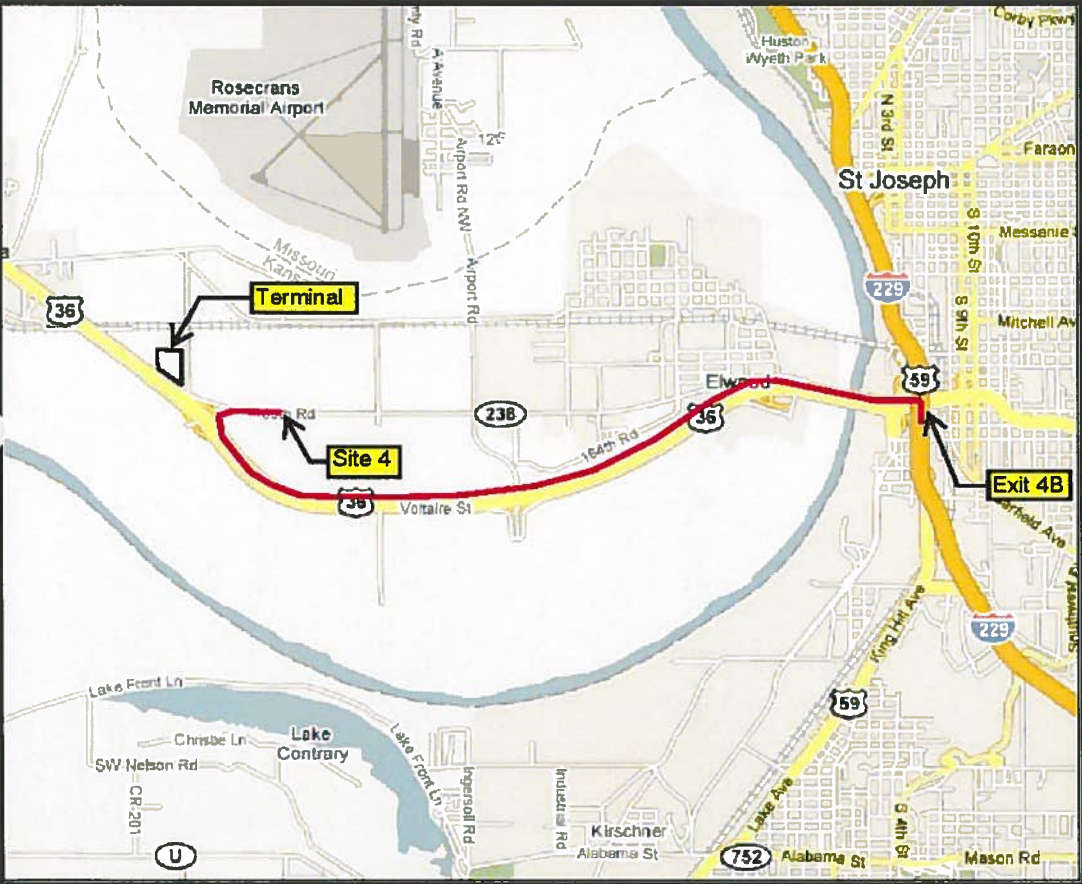 Corby Pkwy
Huston
Wyeth Park
A Avenue
Rosecrans
Memorial Airport
N 3rd St
Airport Rd NW
Faraon
St Joseph
S 10th St
Messanie
Missouri
Airport Rd
229
Terminal
36
S 9th St
Mitchell Av
59
Elwood
Rd
238
36
164th Rd
Site 4
Exit 4B
36
Voltaire St
King Hill Ave
229
Lake Front Ln
59
Lake
Contrary
Christie Ln
SW Nelson Rd
Lake Front Ln
CR-201
Ingersoll Rd
Industrial Rd
Lake Ave
S 4th St
Kirschner
U
Alabama St
752
Alabama St
Mason Rd